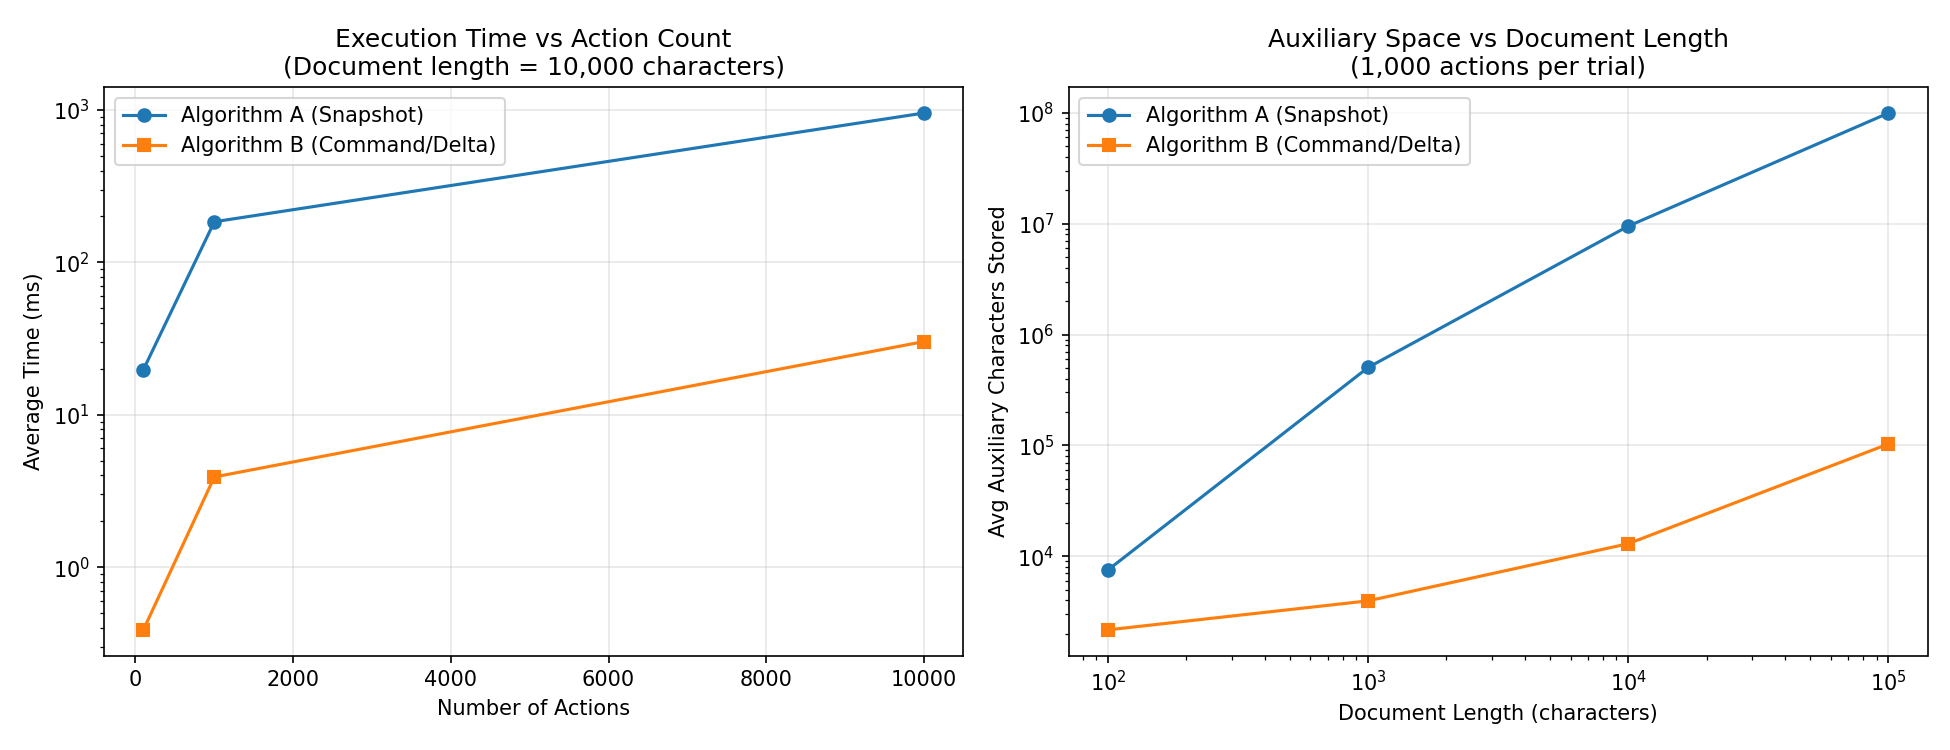 Execution Time vs Action Count
(Document length = 10,000 characters)
Algorithm A (Snapshot)
Algorithm B (Command/Delta)
10³
10²
10¹
10⁰
Average Time (ms)
0 2000 4000 6000 8000 10000
Number of Actions
Auxiliary Space vs Document Length
(1,000 actions per trial)
Algorithm A (Snapshot)
Algorithm B (Command/Delta)
10⁸
10⁷
10⁶
10⁵
10⁴
Avg Auxiliary Characters Stored
10² 10³ 10⁴ 10⁵
Document Length (characters)